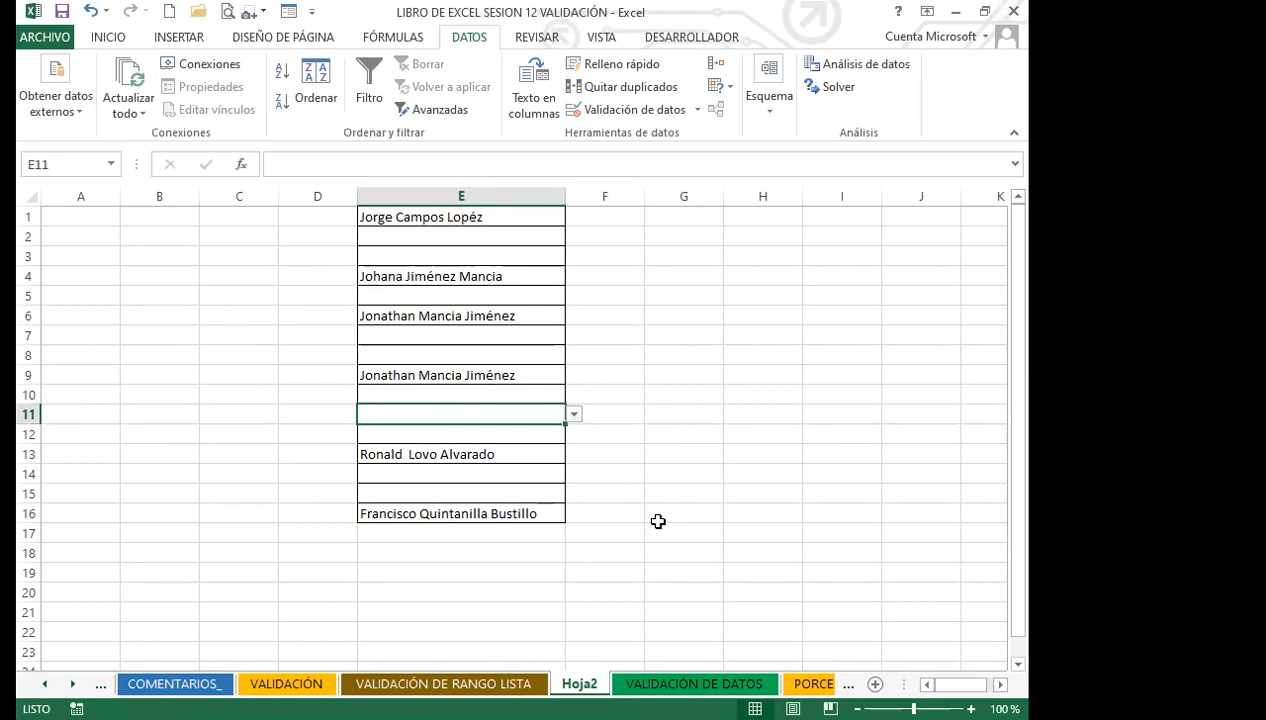 LIBRO DE EXCEL SESION 12 VALIDACIÓN - Excel
ARCHIVO INICIO INSERTAR DISEÑO DE PÁGINA FÓRMULAS DATOS REVISAR VISTA DESARROLLADOR Cuenta Microsoft
Obtener datos externos
Actualizar todo
Conexiones
Propiedades
Editar vínculos
Conexiones
Ordenar
Filtro
Borrar
Volver a aplicar
Avanzadas
Ordenar y filtrar
Texto en columnas
Relleno rápido
Quitar duplicados
Validación de datos
Herramientas de datos
Esquema
Análisis de datos
Solver
Análisis
E11 fx
A B C D E F G H I J K
1 Jorge Campos Lopéz
2
3
4 Johana Jiménez Mancia
5
6 Jonathan Mancia Jiménez
7
8
9 Jonathan Mancia Jiménez
10
11
12
13 Ronald Lovo Alvarado
14
15
16 Francisco Quintanilla Bustillo
17
18
19
20
21
22
23
... COMENTARIOS_ VALIDACIÓN VALIDACIÓN DE RANGO LISTA Hoja2 VALIDACIÓN DE DATOS PORCE ...
LISTO 100 %